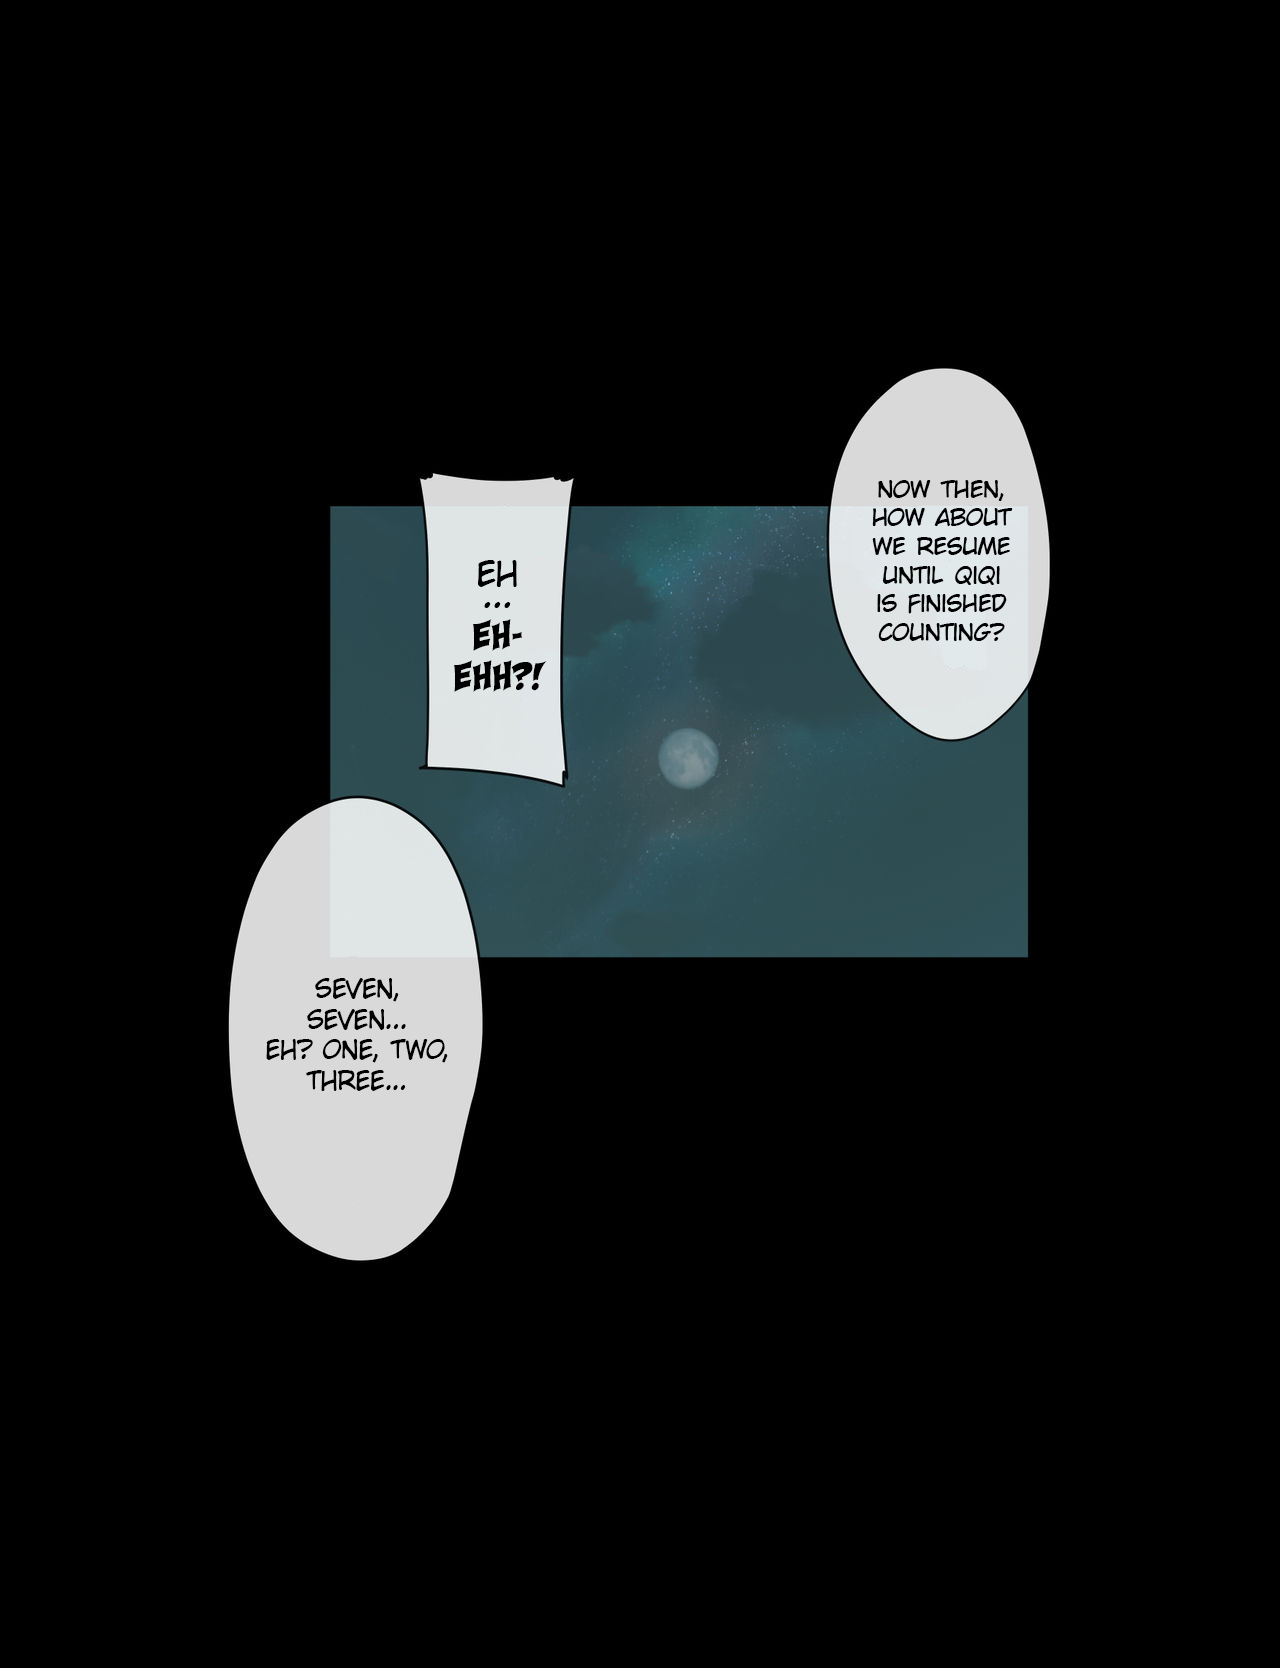 NOW THEN,
HOW ABOUT
WE RESUME
UNTIL QIQI
IS FINISHED
COUNTING?
EH
...
EH-
EHH?!
SEVEN,
SEVEN...
EH? ONE, TWO,
THREE...